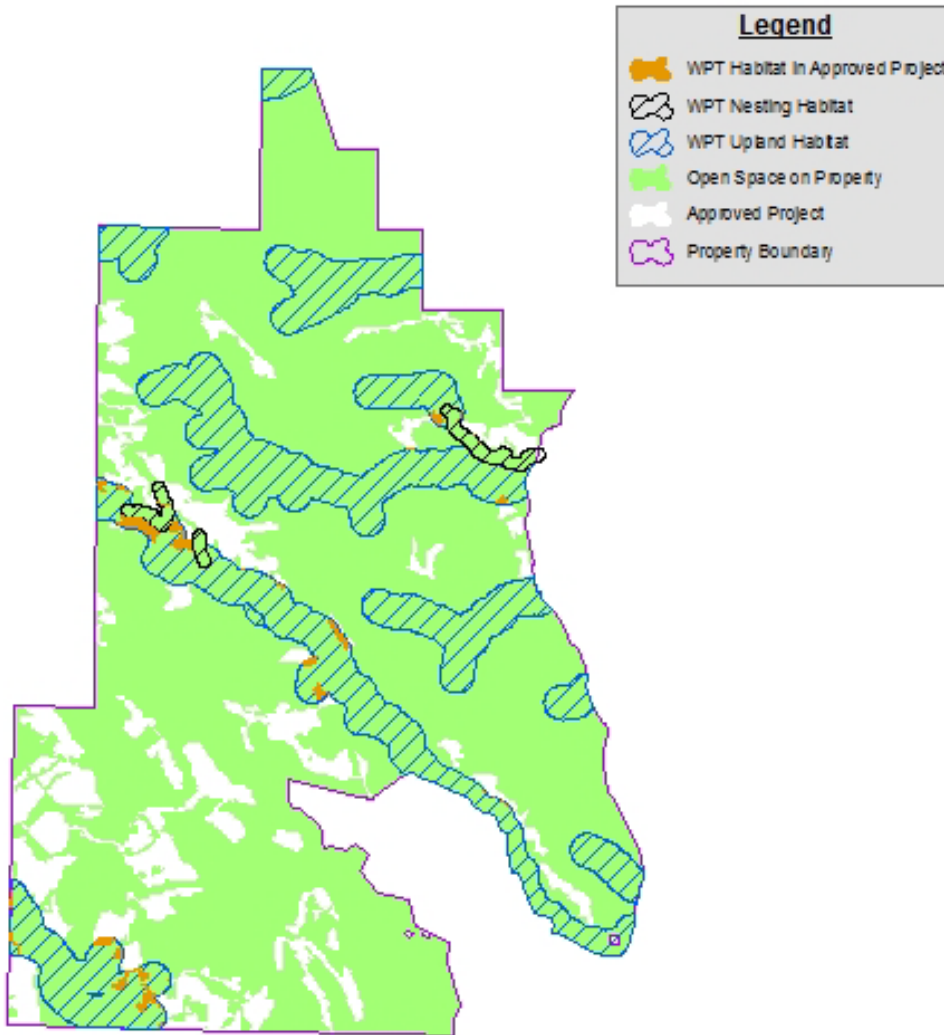 Legend
WPT Habitat in Approved Project
WPT Nesting Habitat
WPT Upland Habitat
Open Space on Property
Approved Project
Property Boundary